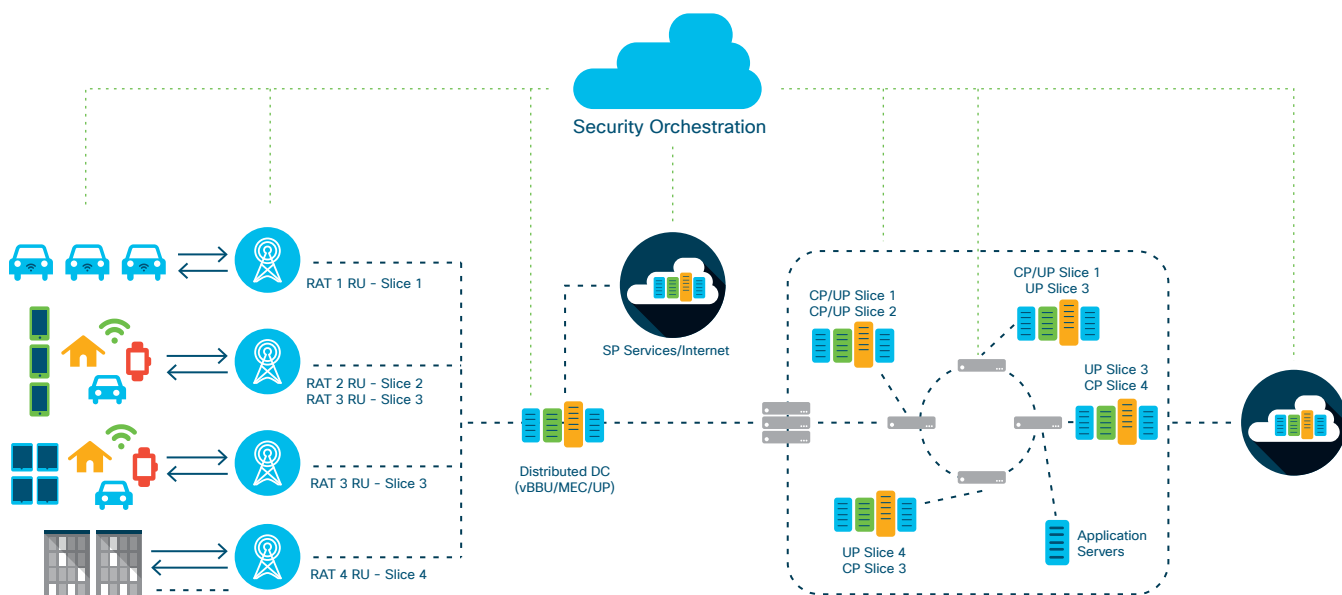 Security Orchestration
RAT 1 RU - Slice 1
RAT 2 RU - Slice 2
RAT 3 RU - Slice 3
RAT 3 RU - Slice 3
RAT 4 RU - Slice 4
Distributed DC
(vBBU/MEC/UP)
SP Services/Internet
CP/UP Slice 1
CP/UP Slice 2
CP/UP Slice 1
UP Slice 3
UP Slice 3
CP Slice 4
UP Slice 4
CP Slice 3
Application
Servers